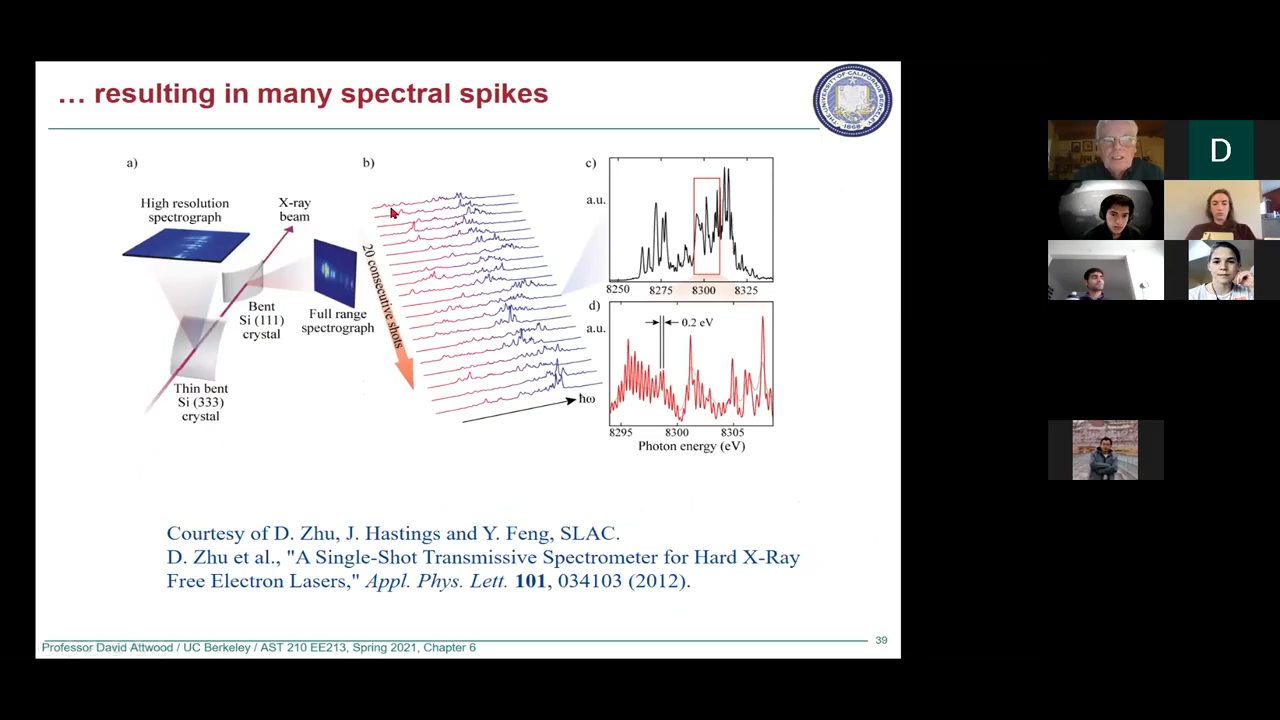 … resulting in many spectral spikes
a)
High resolution
spectrograph
X-ray
beam
Bent
Si (111)
crystal
Full range
spectrograph
Thin bent
Si (333)
crystal
b)
20 consecutive shots
ħω
c)
a.u.
8250 8275 8300 8325
d)
a.u.
0.2 eV
8295 8300 8305
Photon energy (eV)
Courtesy of D. Zhu, J. Hastings and Y. Feng, SLAC.
D. Zhu et al., "A Single-Shot Transmissive Spectrometer for Hard X-Ray
Free Electron Lasers," Appl. Phys. Lett. 101, 034103 (2012).
Professor David Attwood / UC Berkeley / AST 210 EE213, Spring 2021, Chapter 6
39
D